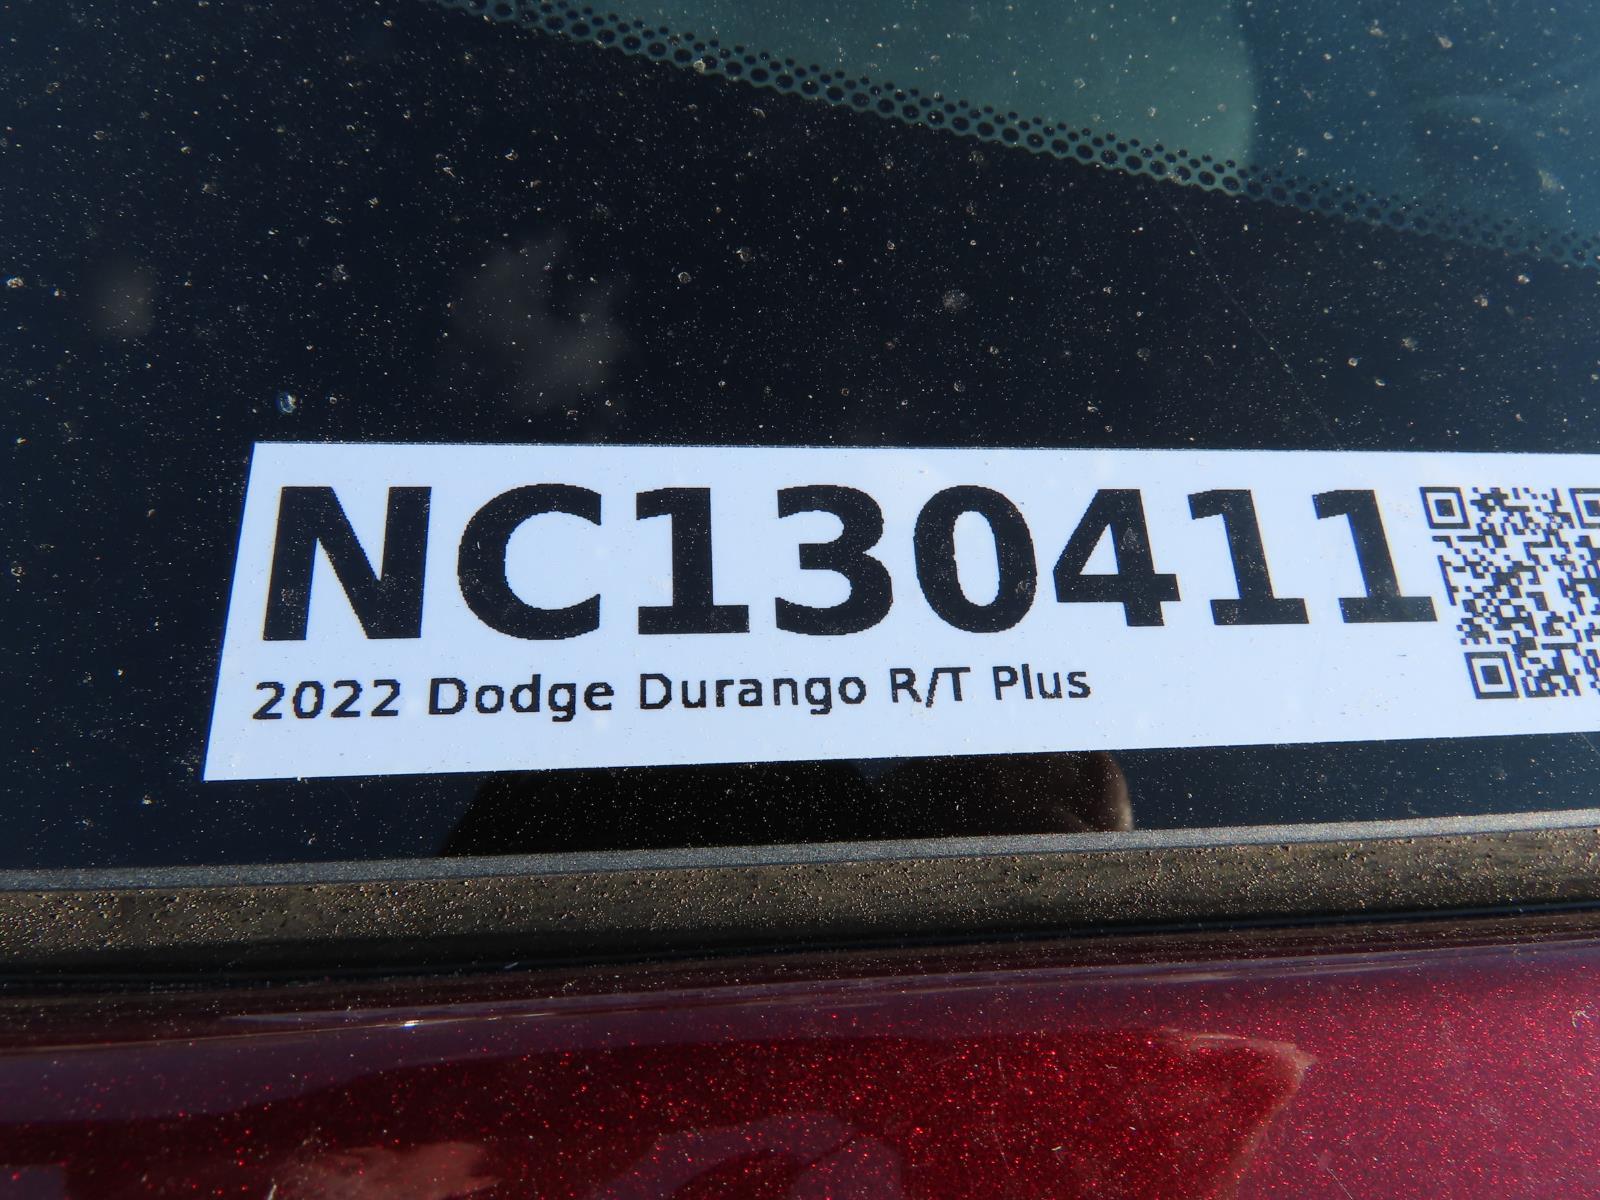 NC130411
2022 Dodge Durango R/T Plus